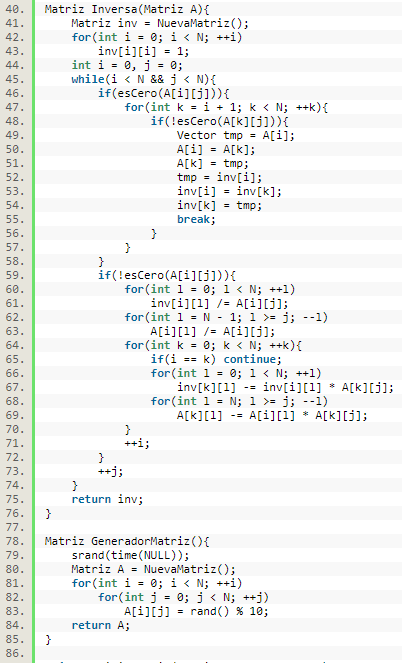 40. Matriz Inversa(Matriz A){
41.     Matriz inv = NuevaMatriz();
42.     for(int i = 0; i < N; ++i)
43.         inv[i][i] = 1;
44.     int i = 0, j = 0;
45.     while(i < N && j < N){
46.         if(esCero(A[i][j])){
47.             for(int k = i + 1; k < N; ++k){
48.                 if(!esCero(A[k][j])){
49.                     Vector tmp = A[i];
50.                     A[i] = A[k];
51.                     A[k] = tmp;
52.                     tmp = inv[i];
53.                     inv[i] = inv[k];
54.                     inv[k] = tmp;
55.                     break;
56.                 }
57.             }
58.         }
59.         if(!esCero(A[i][j])){
60.             for(int l = 0; l < N; ++l)
61.                 inv[i][l] /= A[i][j];
62.             for(int l = N - 1; l >= j; --l)
63.                 A[i][l] /= A[i][j];
64.             for(int k = 0; k < N; ++k){
65.                 if(i == k) continue;
66.                 for(int l = 0; l < N; ++l)
67.                     inv[k][l] -= inv[i][l] * A[k][j];
68.                 for(int l = N; l >= j; --l)
69.                     A[k][l] -= A[i][l] * A[k][j];
70.             }
71.             ++i;
72.         }
73.         ++j;
74.     }
75.     return inv;
76. }
77.
78. Matriz GeneradorMatriz(){
79.     srand(time(NULL));
80.     Matriz A = NuevaMatriz();
81.     for(int i = 0; i < N; ++i)
82.         for(int j = 0; j < N; ++j)
83.             A[i][j] = rand() % 10;
84.     return A;
85. }
86.